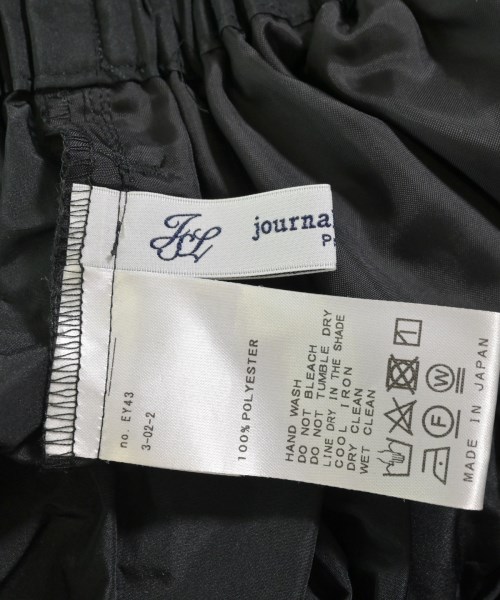 JSL
journal
no. EY43
3-02-2
100% POLYESTER
HAND WASH
DO NOT BLEACH
DO NOT TUMBLE DRY
LINE DRY IN THE SHADE
COOL IRON
DRY CLEAN
WET CLEAN
F
W
MADE IN JAPAN